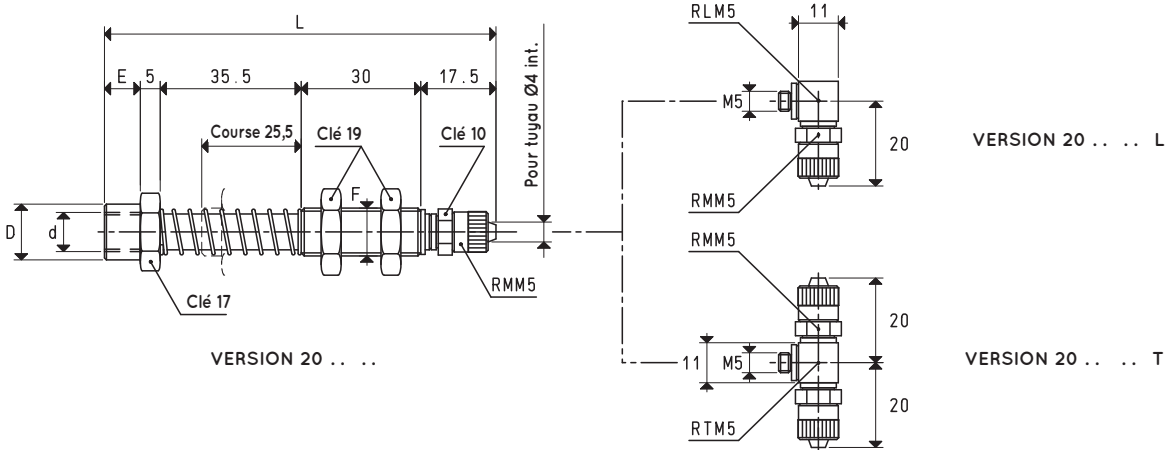 L
E
5
35.5
30
17.5
Pour tuyau Ø4 int.
Course 25,5
Clé 19
Clé 10
F
D
d
Clé 17
RMM5
VERSION 20 .. ..
RLM5
11
M5
20
RMM5
VERSION 20 .. .. L
RMM5
20
11
M5
20
RTM5
VERSION 20 .. .. T